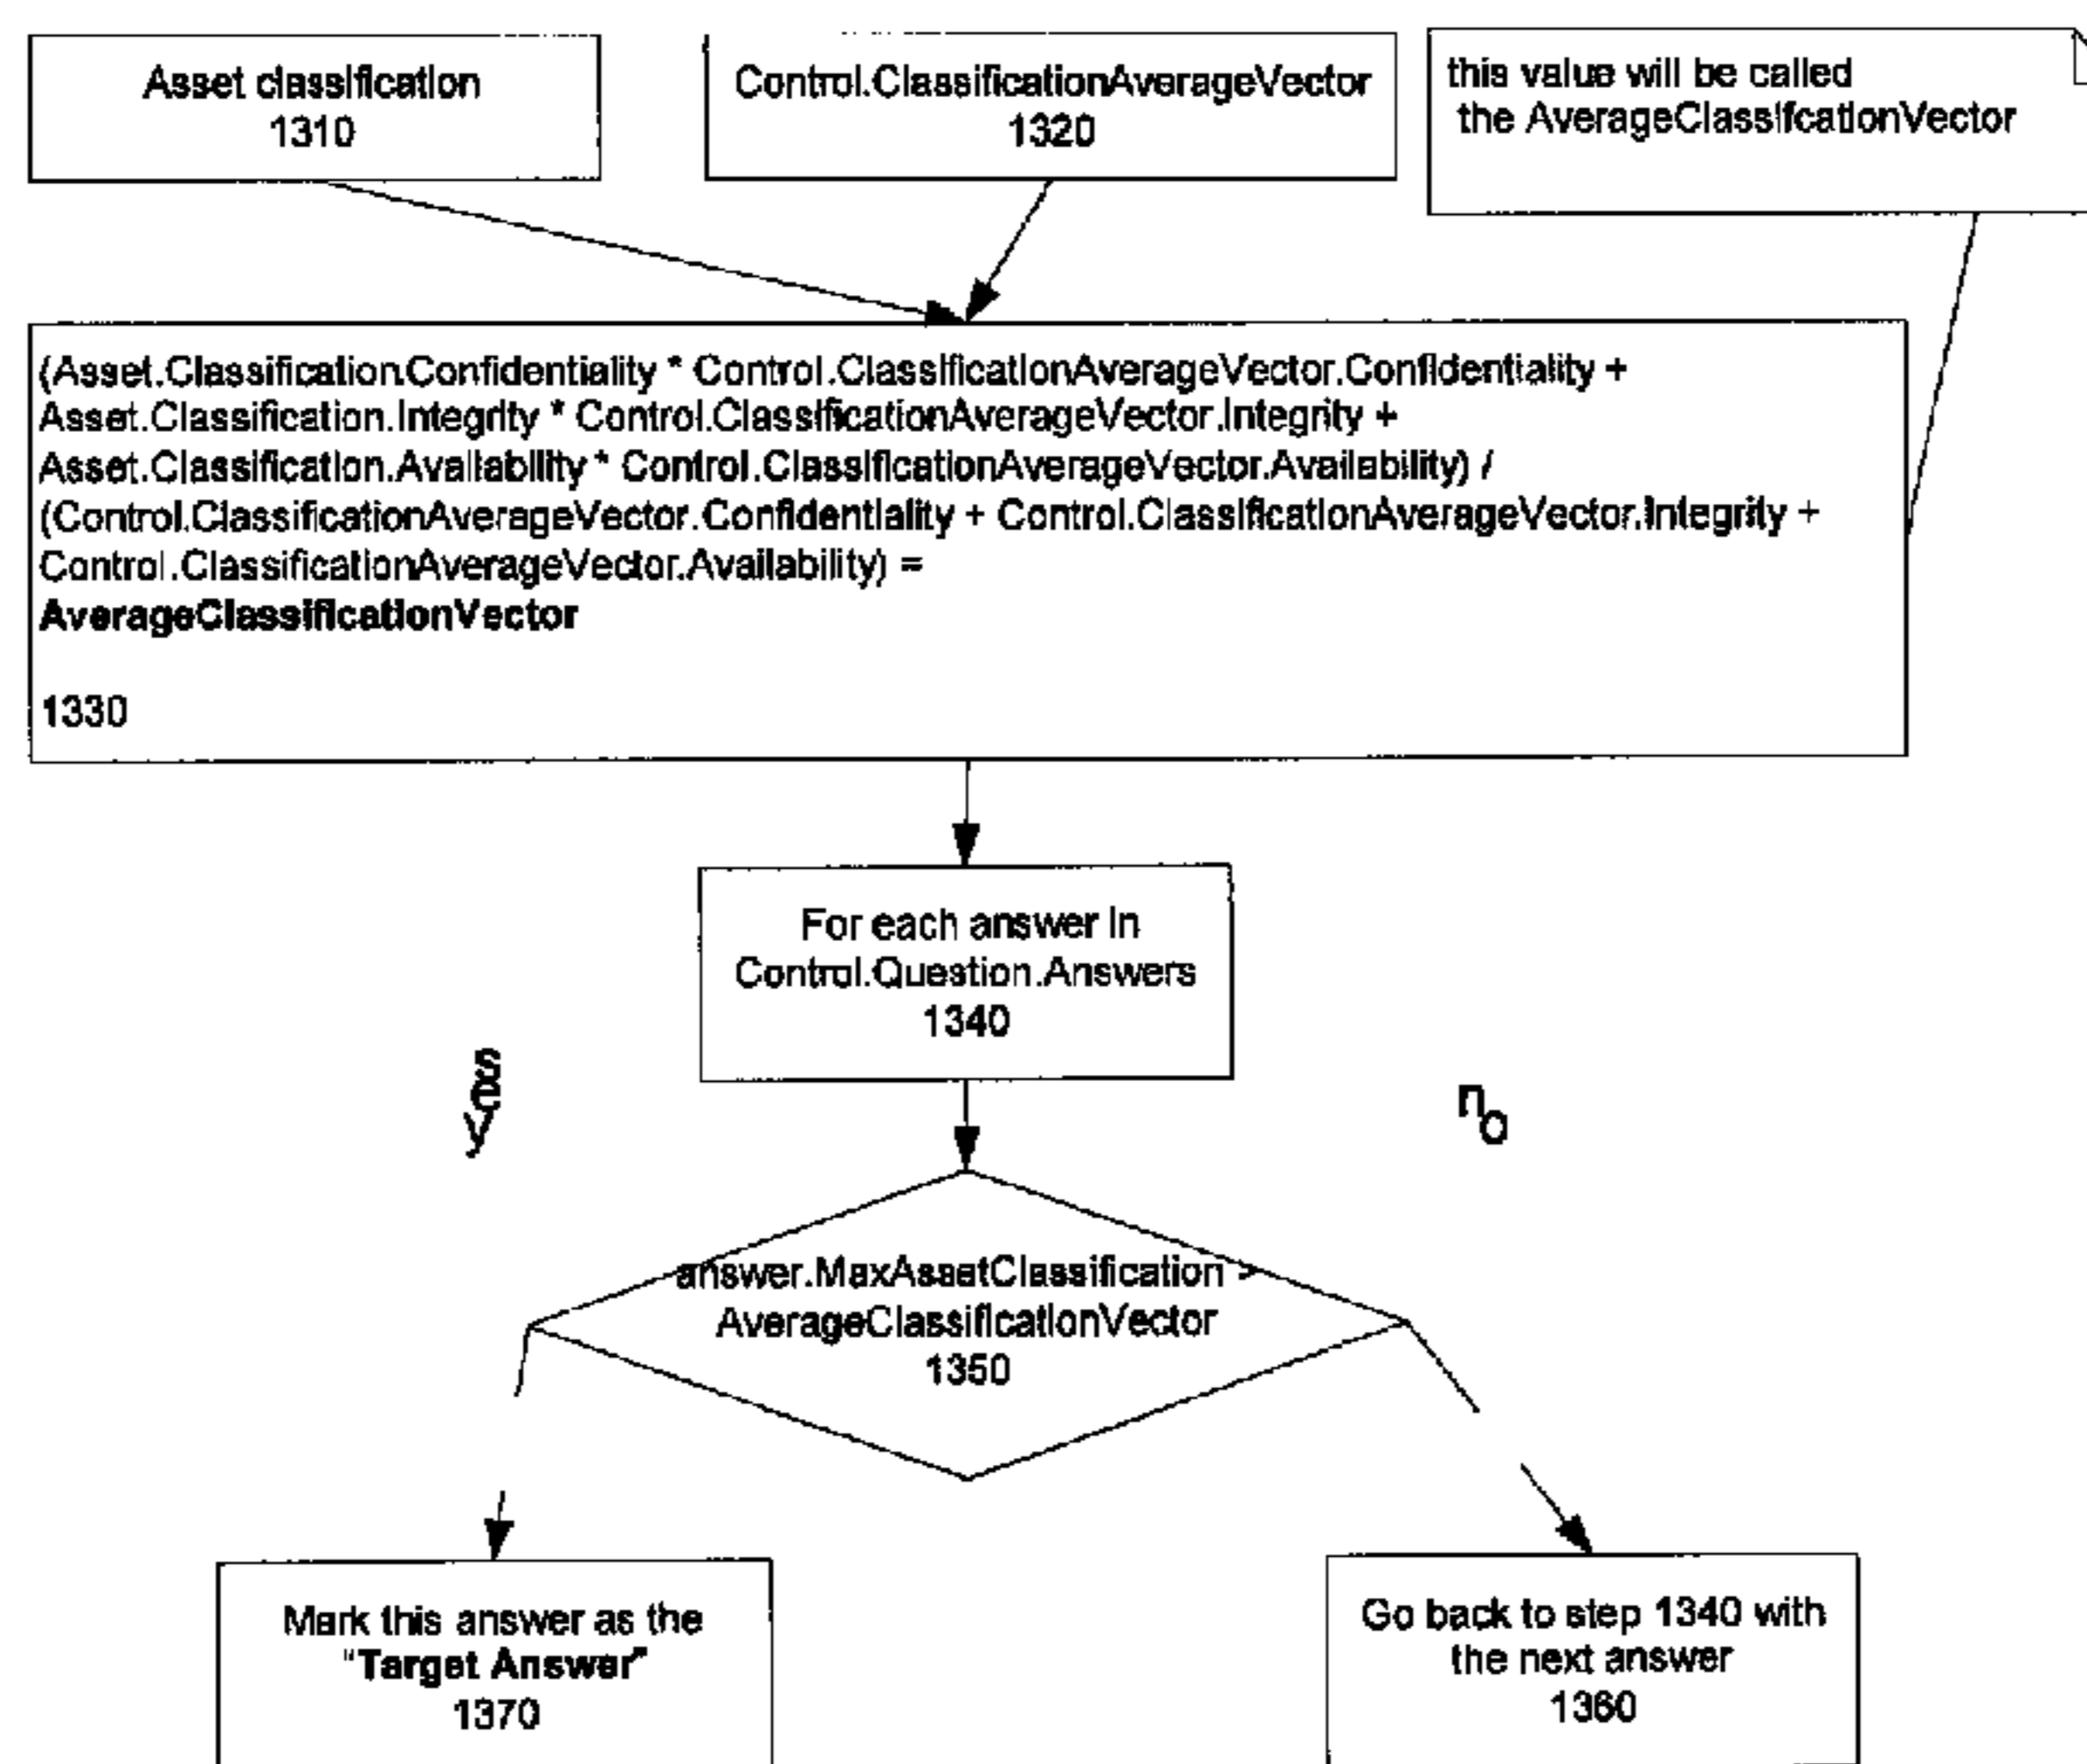 Asset classification
1310
Control.ClassificationAverageVector
1320
this value will be called
the AverageClassifcationVector
(Asset.Classification.Confidentiality * Control.ClassificationAverageVector.Confidentiality +
Asset.Classification.Integrity * Control.ClassificationAverageVector.Integrity +
Asset.Classification.Availability * Control.ClassificationAverageVector.Availability) /
(Control.ClassificationAverageVector.Confidentiality + Control.ClassificationAverageVector.Integrity +
Control.ClassificationAverageVector.Availability) =
AverageClassificationVector
1330
For each answer in
Control.Question.Answers
1340
yes
no
answer.MaxAssetClassification >
AverageClassificationVector
1350
Mark this answer as the
"Target Answer"
1370
Go back to step 1340 with
the next answer
1360